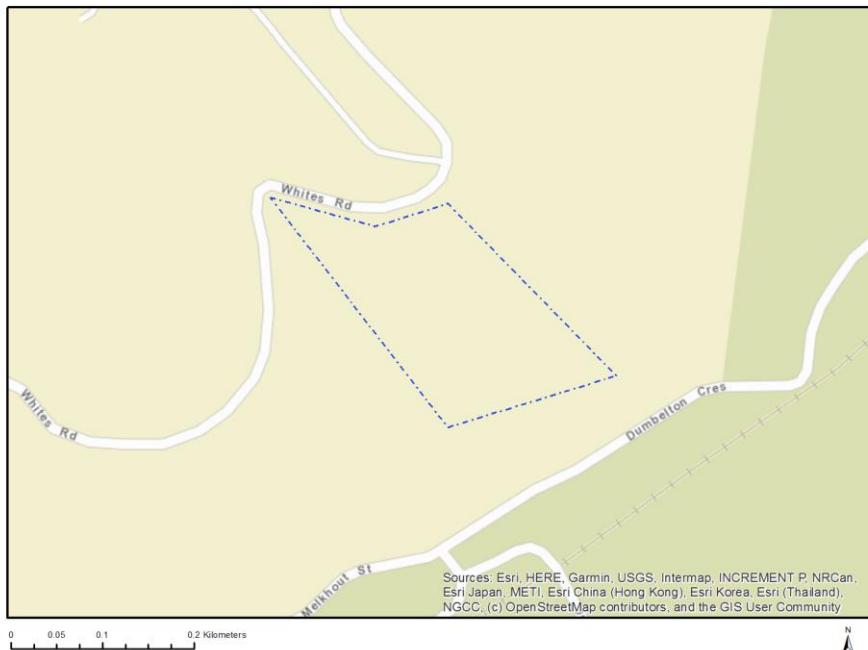 Whites Rd
Whites Rd
Dumbelton Cres
Melkhout St
Sources: Esri, HERE, Garmin, USGS, Intermap, INCREMENT P, NRCan,
Esri Japan, METI, Esri China (Hong Kong), Esri Korea, Esri (Thailand),
NGCC, (c) OpenStreetMap contributors, and the GIS User Community
0 0.05 0.1 0.2 Kilometers
N